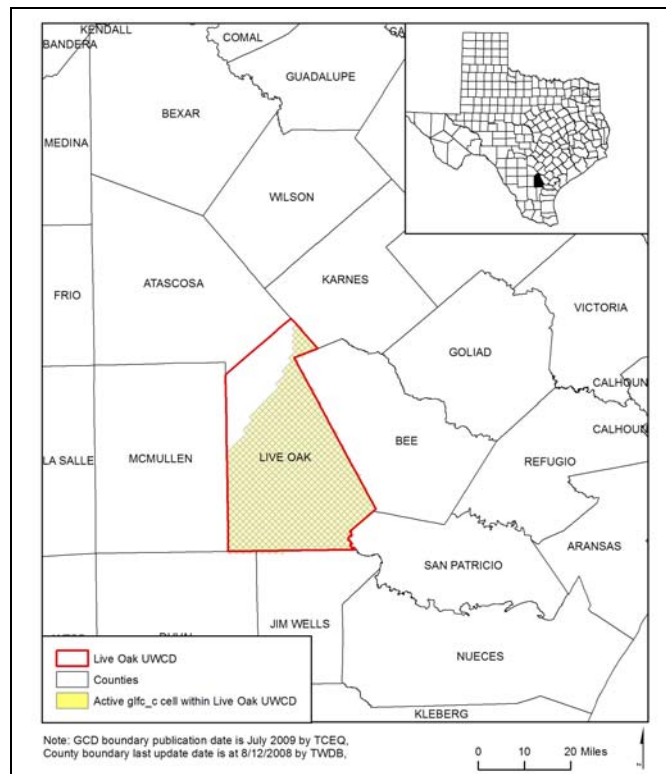 KENDALL
BANDERA
COMAL
GUADALUPE
BEXAR
MEDINA
WILSON
ATASCOSA
KARNES
FRIO
GOLIAD
VICTORIA
CALHOUN
BEE
CALHOUN
LA SALLE
MCMULLEN
LIVE OAK
REFUGIO
ARANSAS
SAN PATRICIO
JIM WELLS
NUECES
KLEBERG
Live Oak UWCD
Counties
Active glfc_c cell within Live Oak UWCD
Note: GCD boundary publication date is July 2009 by TCEQ,
County boundary last update date is at 8/12/2008 by TWDB,
0 10 20 Miles